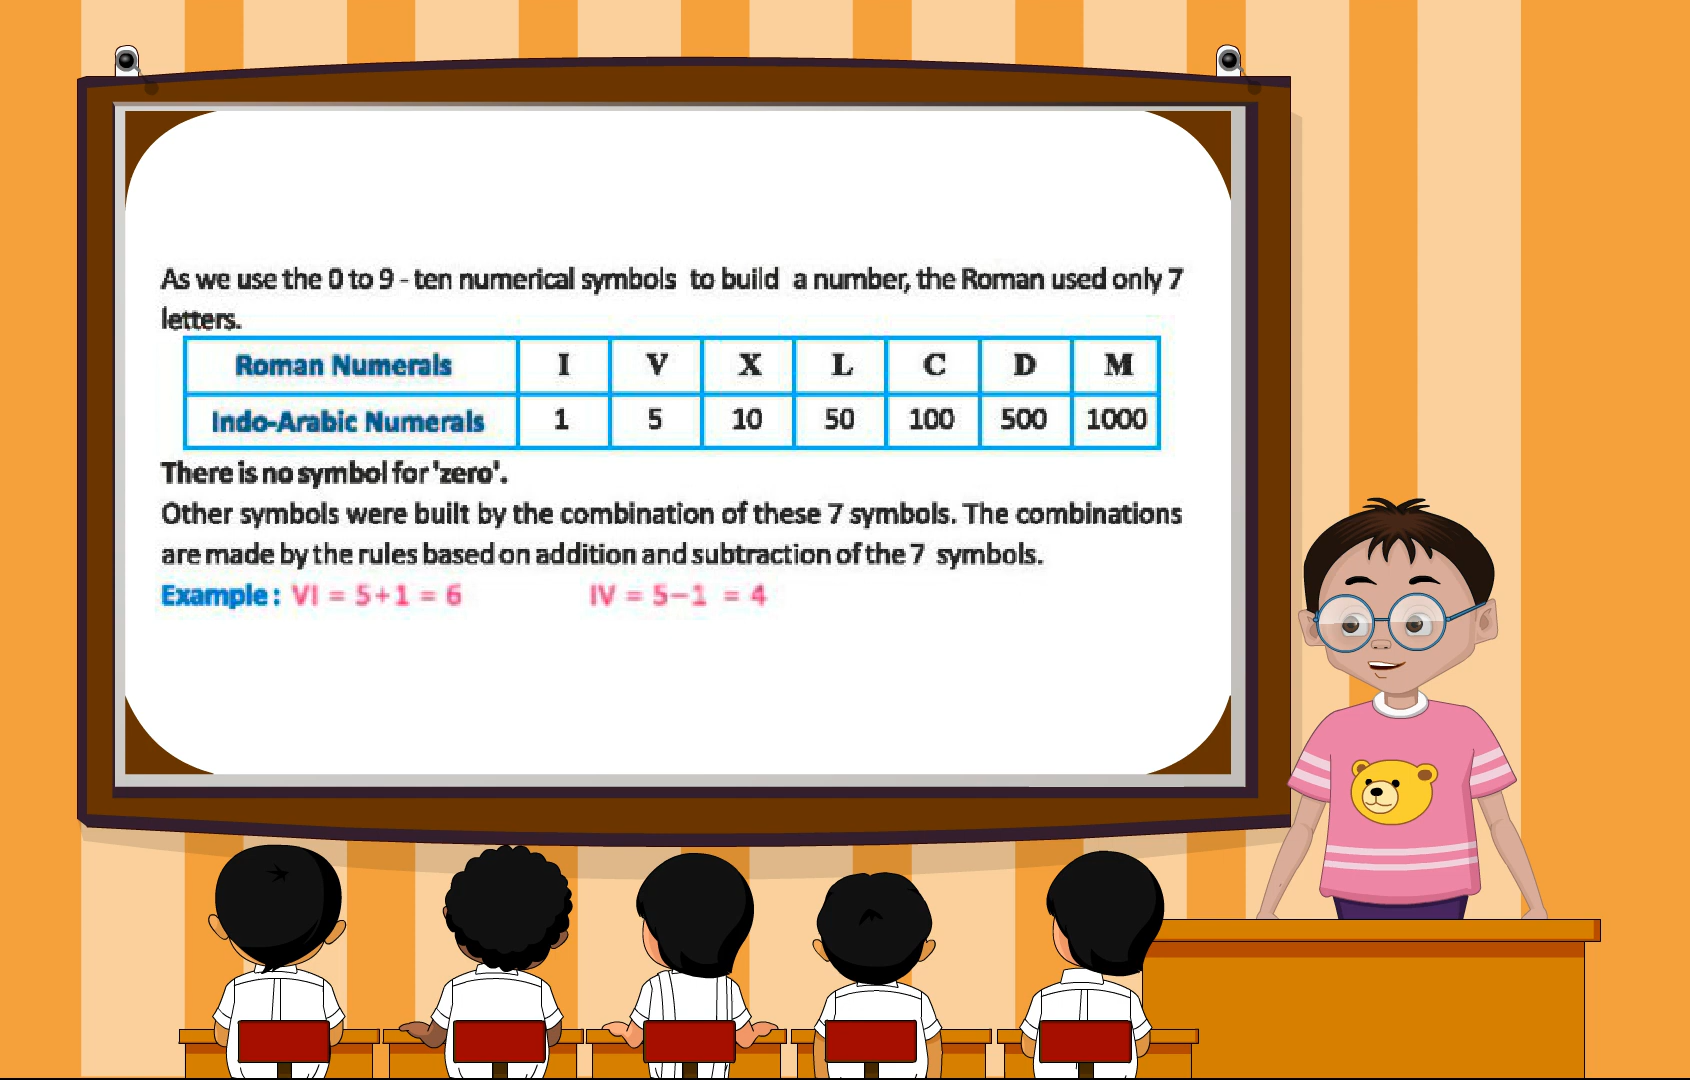 As we use the 0 to 9 - ten numerical symbols to build a number, the Roman used only 7
letters.
Roman Numerals I V X L C D M
Indo-Arabic Numerals 1 5 10 50 100 500 1000
There is no symbol for 'zero'.
Other symbols were built by the combination of these 7 symbols. The combinations
are made by the rules based on addition and subtraction of the 7 symbols.
Example : VI = 5+1 = 6 IV = 5−1 = 4